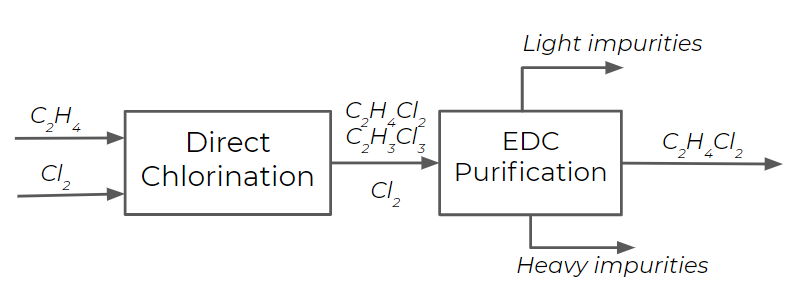 Light impurities
C₂H₄
Cl₂
Direct
Chlorination
C₂H₄Cl₂
C₂H₃Cl₃
Cl₂
EDC
Purification
C₂H₄Cl₂
Heavy impurities